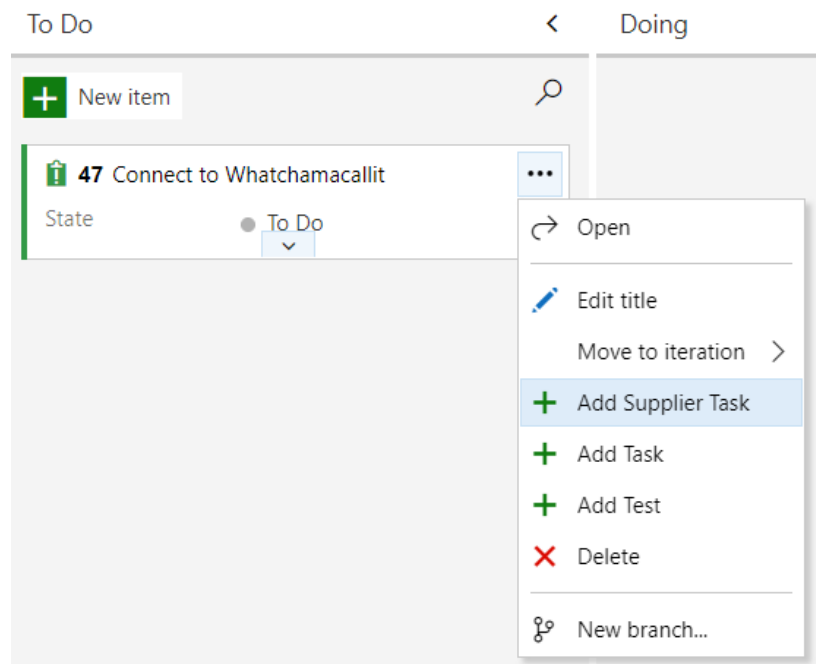 To Do
Doing
New item
47 Connect to Whatchamacallit
State
To Do
Open
Edit title
Move to iteration
Add Supplier Task
Add Task
Add Test
Delete
New branch...